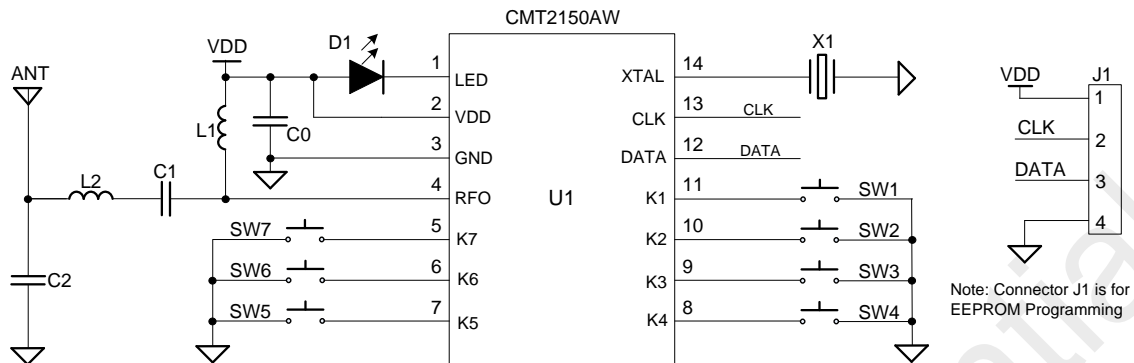 CMT2150AW
ANT
VDD
D1
1
LED
2
VDD
3
GND
4
RFO
5
K7
6
K6
7
K5
L1
C0
L2
C1
C2
SW7
SW6
SW5
U1
XTAL
14
X1
CLK
13
CLK
DATA
12
DATA
K1
11
SW1
K2
10
SW2
K3
9
SW3
K4
8
SW4
J1
VDD
1
CLK
2
DATA
3
4
Note: Connector J1 is for
EEPROM Programming